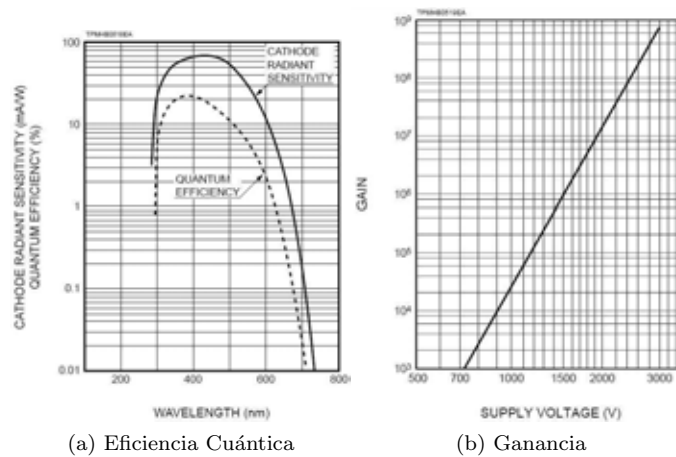 100
10
1
0.1
0.01
CATHODE RADIANT SENSITIVITY (mA/W)
QUANTUM EFFICIENCY (%)
CATHODE
RADIANT
SENSITIVITY
QUANTUM
EFFICIENCY
200
400
600
800
WAVELENGTH (nm)
(a) Eficiencia Cuántica
10⁹
10⁸
10⁷
10⁶
10⁵
10⁴
10³
GAIN
500
700
1000
1500
2000
3000
SUPPLY VOLTAGE (V)
(b) Ganancia